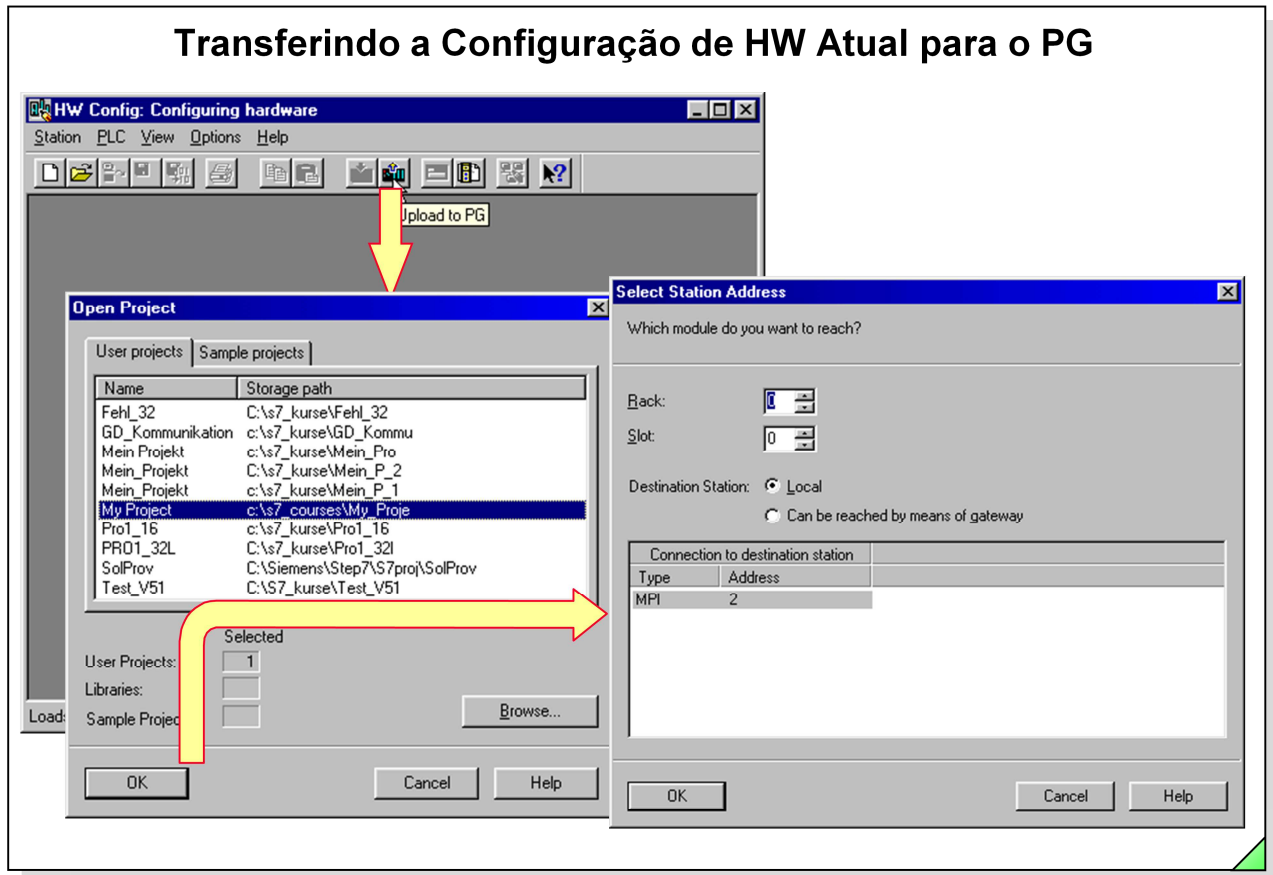 Transferindo a Configuração de HW Atual para o PG
HW Config: Configuring hardware
Station PLC View Options Help
Upload to PG
Open Project
User projects Sample projects
Name Storage path
Fehl_32 C:\s7_kurse\Fehl_32
GD_Kommunikation c:\s7_kurse\GD_Kommu
Mein Projekt c:\s7_kurse\Mein_Pro
Mein_Projekt C:\s7_kurse\Mein_P_2
Mein_Projekt c:\s7_kurse\Mein_P_1
My Project c:\s7_courses\My_Proje
Pro1_16 c:\s7_kurse\Pro1_16
PRO1_32L C:\s7_kurse\Pro1_32l
SolProv C:\Siemens\Step7\S7proj\SolProv
Test_V51 C:\S7_kurse\Test_V51
Selected
User Projects: 1
Libraries:
Sample Projec
Browse...
Load
OK Cancel Help
Select Station Address
Which module do you want to reach?
Rack: 0
Slot: 0
Destination Station: Local
Can be reached by means of gateway
Connection to destination station
Type Address
MPI 2
OK Cancel Help